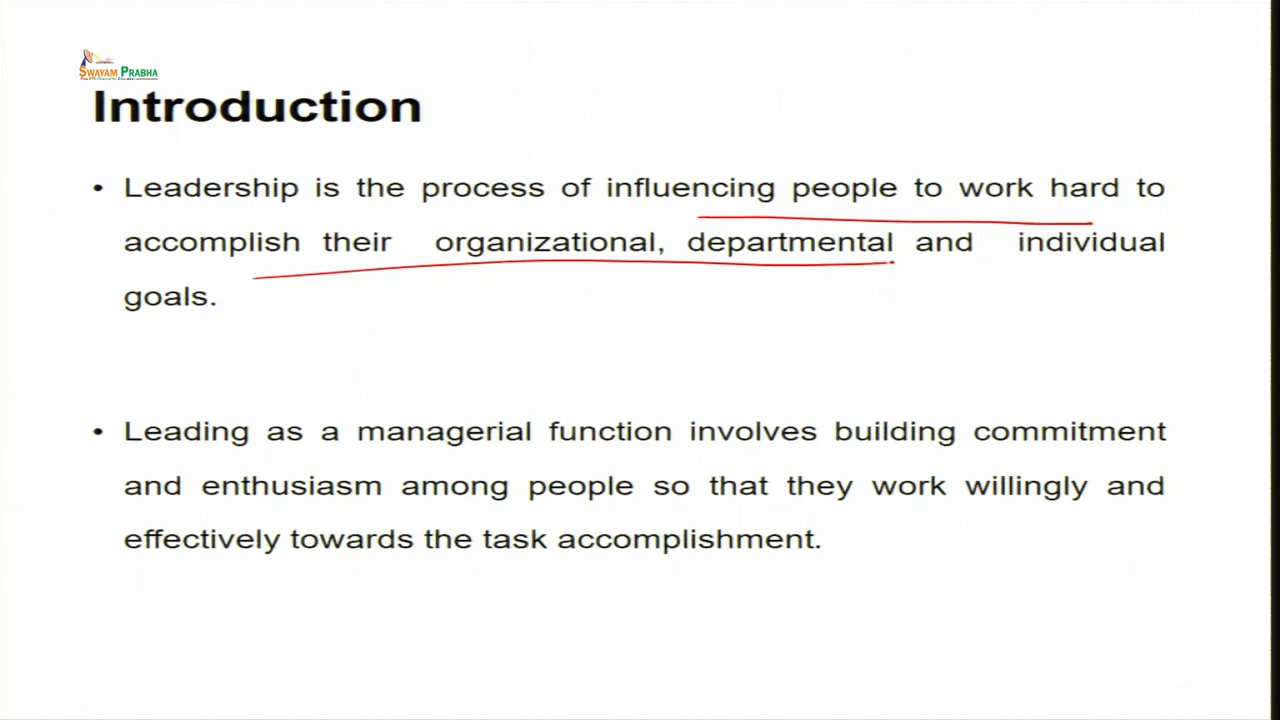 SWAYAM PRABHA
Introduction
• Leadership is the process of influencing people to work hard to
accomplish their organizational, departmental and individual
goals.
• Leading as a managerial function involves building commitment
and enthusiasm among people so that they work willingly and
effectively towards the task accomplishment.